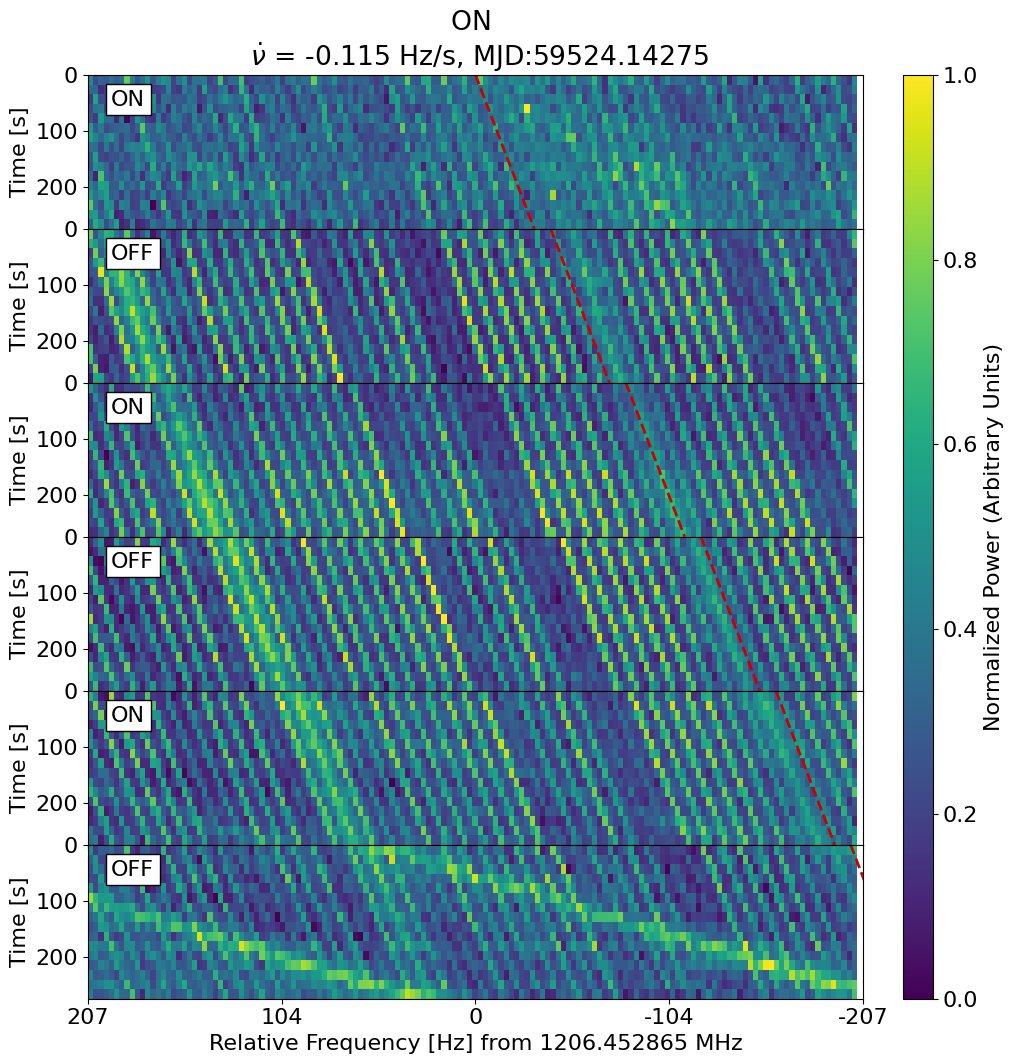 ON
ν̇ = -0.115 Hz/s, MJD:59524.14275
0
ON
100
Time [s]
200
0
OFF
100
Time [s]
200
0
ON
100
Time [s]
200
0
OFF
100
Time [s]
200
0
ON
100
Time [s]
200
0
OFF
100
Time [s]
200
207 104 0 -104 -207
Relative Frequency [Hz] from 1206.452865 MHz
1.0
0.8
0.6
0.4
0.2
0.0
Normalized Power (Arbitrary Units)